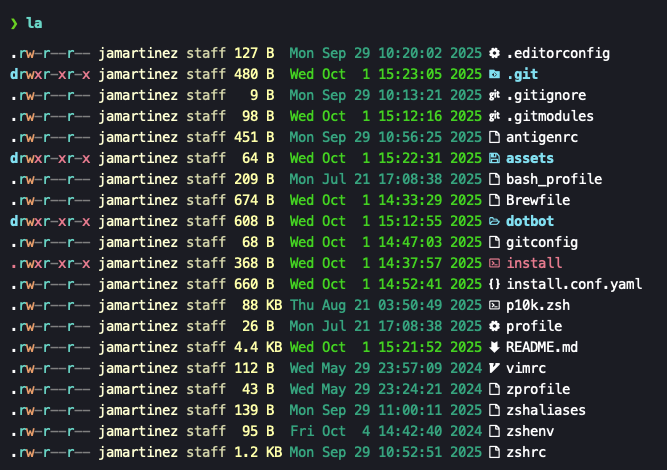 ❯ la
.rw-r--r-- jamartinez staff 127 B Mon Sep 29 10:20:02 2025 .editorconfig
drwxr-xr-x jamartinez staff 480 B Wed Oct 1 15:23:05 2025 .git
.rw-r--r-- jamartinez staff 9 B Mon Sep 29 10:13:21 2025 git .gitignore
.rw-r--r-- jamartinez staff 98 B Wed Oct 1 15:12:16 2025 git .gitmodules
.rw-r--r-- jamartinez staff 451 B Mon Sep 29 10:56:25 2025 antigenrc
drwxr-xr-x jamartinez staff 64 B Wed Oct 1 15:22:31 2025 assets
.rw-r--r-- jamartinez staff 209 B Mon Jul 21 17:08:38 2025 bash_profile
.rw-r--r-- jamartinez staff 674 B Wed Oct 1 14:33:29 2025 Brewfile
drwxr-xr-x jamartinez staff 608 B Wed Oct 1 15:12:55 2025 dotbot
.rw-r--r-- jamartinez staff 68 B Wed Oct 1 14:47:03 2025 gitconfig
.rwxr-xr-x jamartinez staff 368 B Wed Oct 1 14:37:57 2025 install
.rw-r--r-- jamartinez staff 660 B Wed Oct 1 14:52:41 2025 {} install.conf.yaml
.rw-r--r-- jamartinez staff 88 KB Thu Aug 21 03:50:49 2025 p10k.zsh
.rw-r--r-- jamartinez staff 26 B Mon Jul 21 17:08:38 2025 profile
.rw-r--r-- jamartinez staff 4.4 KB Wed Oct 1 15:21:52 2025 README.md
.rw-r--r-- jamartinez staff 112 B Wed May 29 23:57:09 2024 vimrc
.rw-r--r-- jamartinez staff 43 B Wed May 29 23:24:21 2024 zprofile
.rw-r--r-- jamartinez staff 139 B Mon Sep 29 11:00:11 2025 zshaliases
.rw-r--r-- jamartinez staff 95 B Fri Oct 4 14:42:40 2024 zshenv
.rw-r--r-- jamartinez staff 1.2 KB Mon Sep 29 10:52:51 2025 zshrc